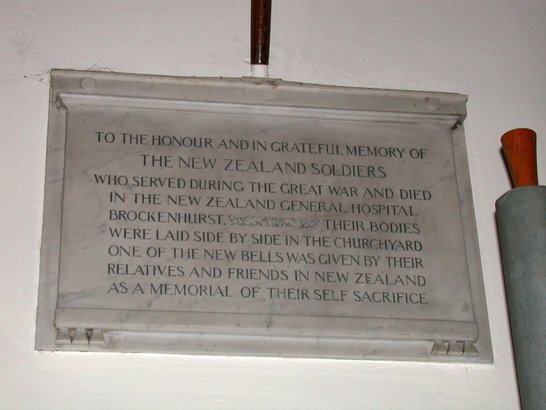 TO THE HONOUR AND IN GRATEFUL MEMORY OF
THE NEW ZEALAND SOLDIERS
WHO SERVED DURING THE GREAT WAR AND DIED
IN THE NEW ZEALAND GENERAL HOSPITAL
BROCKENHURST. THEIR BODIES
WERE LAID SIDE BY SIDE IN THE CHURCHYARD
ONE OF THE NEW BELLS WAS GIVEN BY THEIR
RELATIVES AND FRIENDS IN NEW ZEALAND
AS A MEMORIAL OF THEIR SELF SACRIFICE